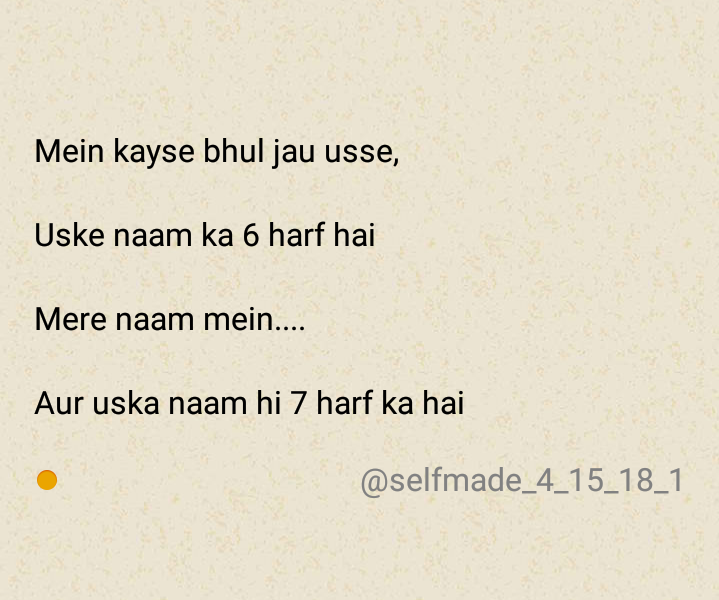 Mein kayse bhul jau usse,
Uske naam ka 6 harf hai
Mere naam mein....
Aur uska naam hi 7 harf ka hai
@selfmade_4_15_18_1